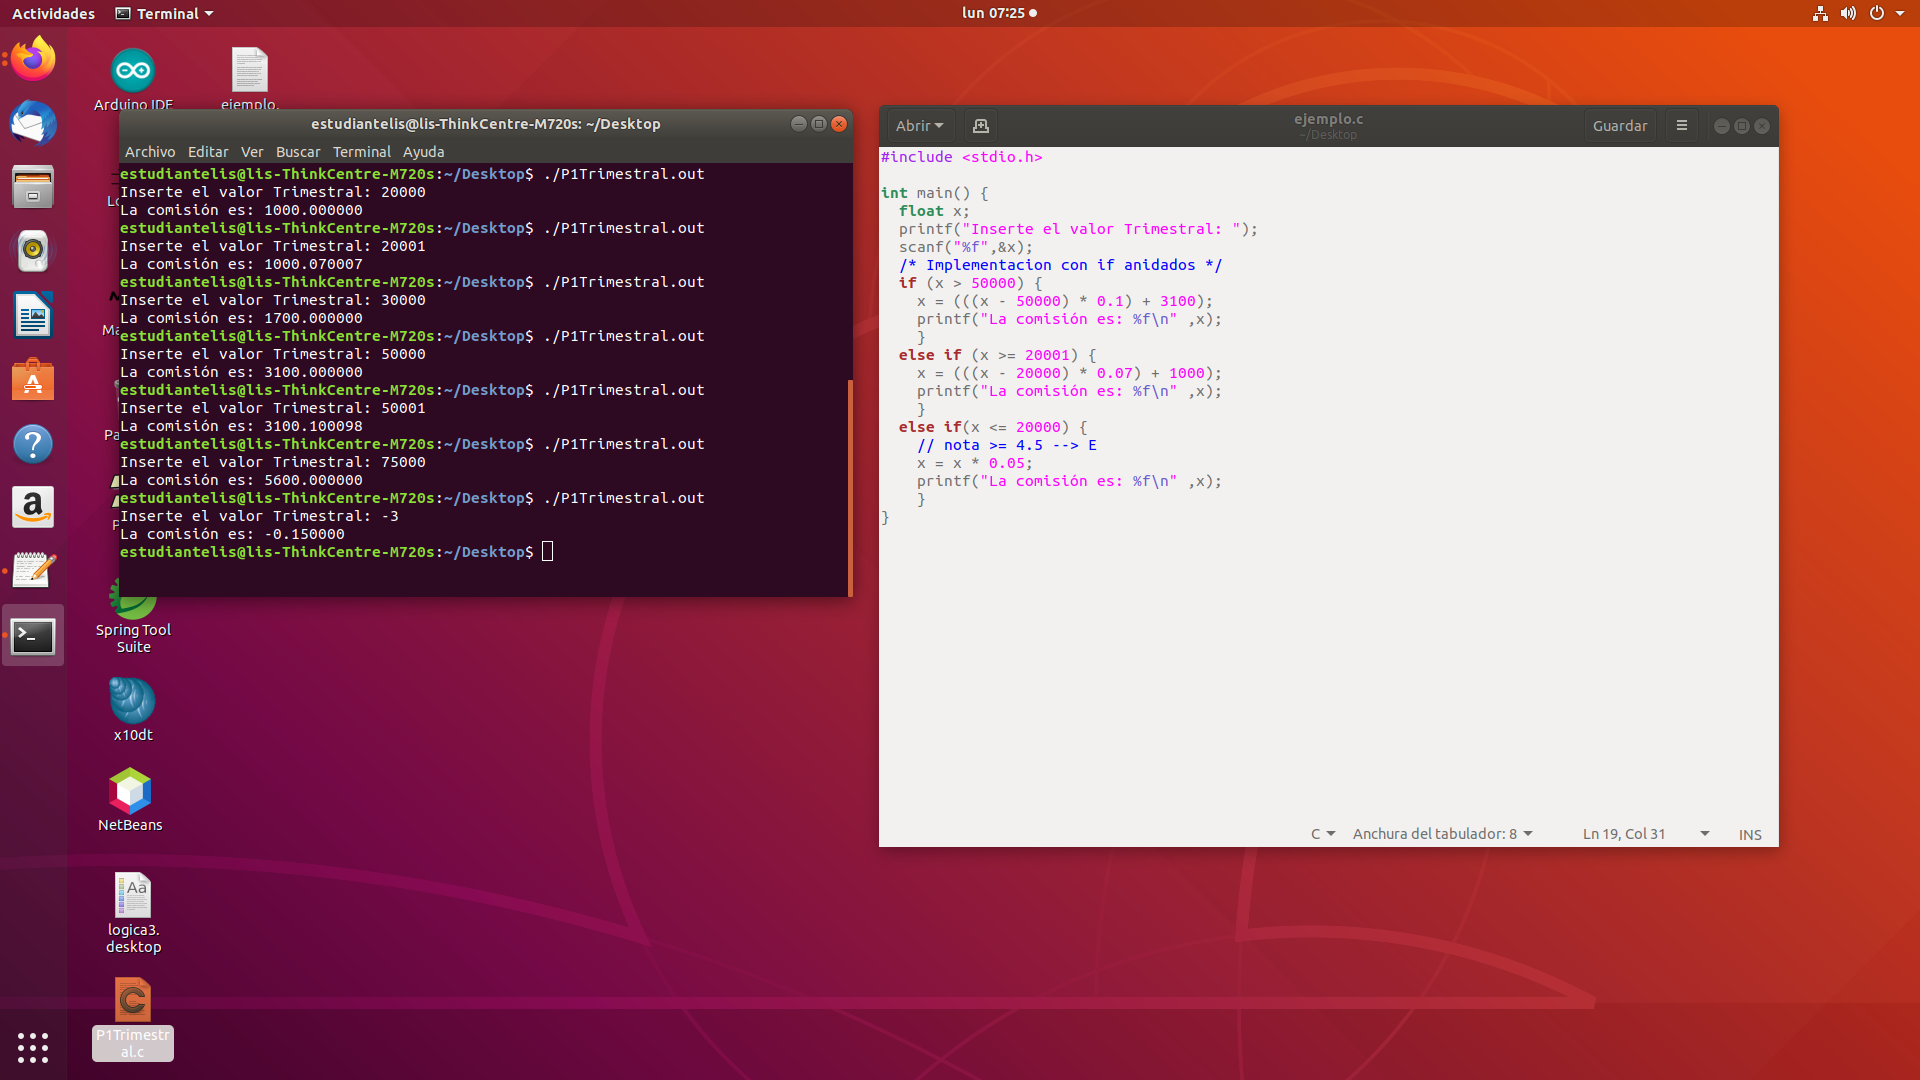 Actividades
Terminal
lun 07:25
Arduino IDE
ejemplo.
estudiantelis@lis-ThinkCentre-M720s: ~/Desktop
Archivo Editar Ver Buscar Terminal Ayuda
estudiantelis@lis-ThinkCentre-M720s:~/Desktop$ ./P1Trimestral.out
Inserte el valor Trimestral: 20000
La comisión es: 1000.000000
estudiantelis@lis-ThinkCentre-M720s:~/Desktop$ ./P1Trimestral.out
Inserte el valor Trimestral: 20001
La comisión es: 1000.070007
estudiantelis@lis-ThinkCentre-M720s:~/Desktop$ ./P1Trimestral.out
Inserte el valor Trimestral: 30000
La comisión es: 1700.000000
estudiantelis@lis-ThinkCentre-M720s:~/Desktop$ ./P1Trimestral.out
Inserte el valor Trimestral: 50000
La comisión es: 3100.000000
estudiantelis@lis-ThinkCentre-M720s:~/Desktop$ ./P1Trimestral.out
Inserte el valor Trimestral: 50001
La comisión es: 3100.100098
estudiantelis@lis-ThinkCentre-M720s:~/Desktop$ ./P1Trimestral.out
Inserte el valor Trimestral: 75000
La comisión es: 5600.000000
estudiantelis@lis-ThinkCentre-M720s:~/Desktop$ ./P1Trimestral.out
Inserte el valor Trimestral: -3
La comisión es: -0.150000
estudiantelis@lis-ThinkCentre-M720s:~/Desktop$
Spring Tool
Suite
x10dt
NetBeans
logica3.
desktop
P1Trimestr
al.c
Abrir
ejemplo.c
~/Desktop
Guardar
#include <stdio.h>
int main() {
float x;
printf("Inserte el valor Trimestral: ");
scanf("%f",&x);
/* Implementacion con if anidados */
if (x > 50000) {
x = (((x - 50000) * 0.1) + 3100);
printf("La comisión es: %f\n" ,x);
}
else if (x >= 20001) {
x = (((x - 20000) * 0.07) + 1000);
printf("La comisión es: %f\n" ,x);
}
else if(x <= 20000) {
// nota >= 4.5 --> E
x = x * 0.05;
printf("La comisión es: %f\n" ,x);
}
}
C
Anchura del tabulador: 8
Ln 19, Col 31
INS